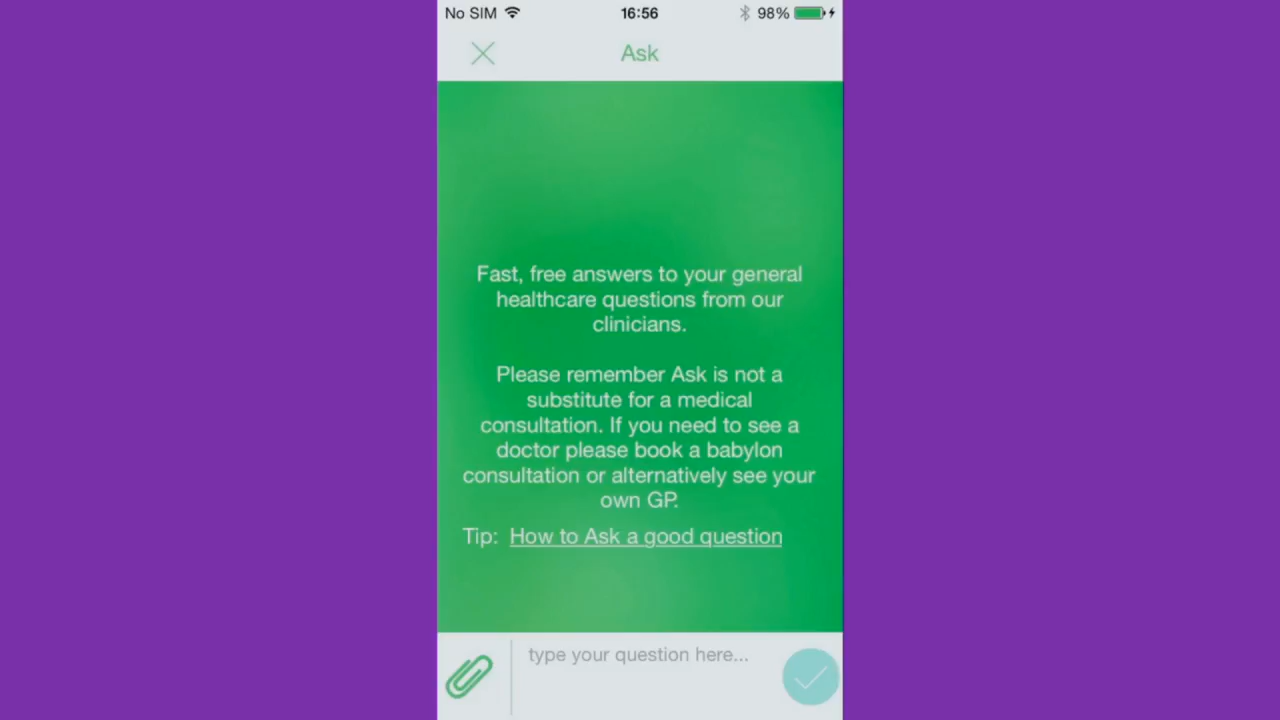 No SIM 16:56 98%
Ask
Fast, free answers to your general
healthcare questions from our
clinicians.
Please remember Ask is not a
substitute for a medical
consultation. If you need to see a
doctor please book a babylon
consultation or alternatively see your
own GP.
Tip: How to Ask a good question
type your question here...